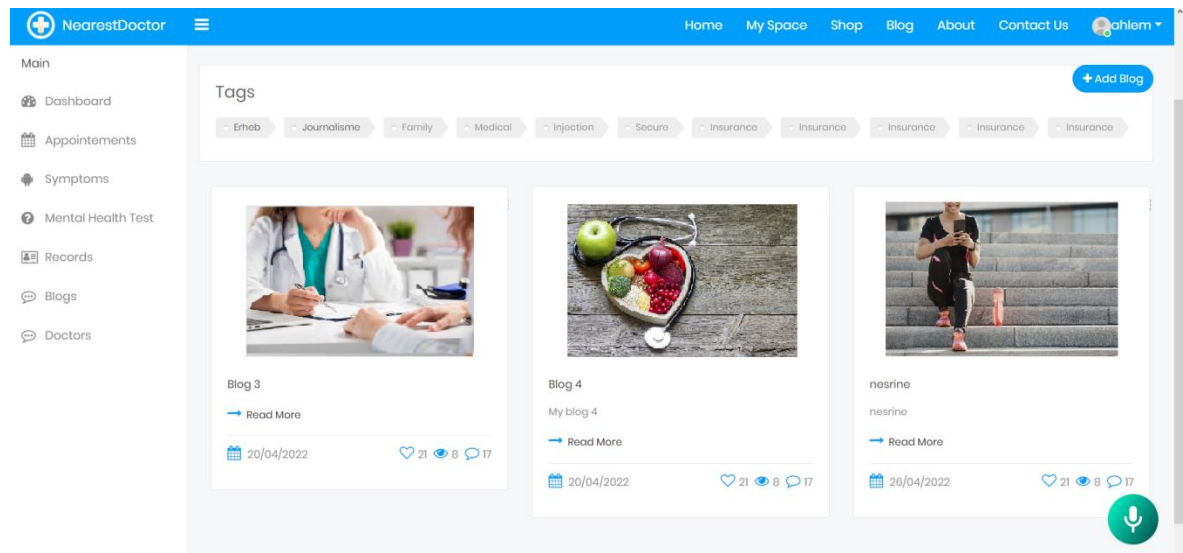 NearestDoctor Home My Space Shop Blog About Contact Us ahlem
Main
Dashboard
Appointements
Symptoms
Mental Health Test
Records
Blogs
Doctors
+ Add Blog
Tags
Erheb Journalisme Family Medical Injection Secure Insurance Insurance Insurance Insurance Insurance
Blog 3
Read More
20/04/2022 21 8 17
Blog 4
My blog 4
Read More
20/04/2022 21 8 17
nesrine
nesrine
Read More
26/04/2022 21 8 17